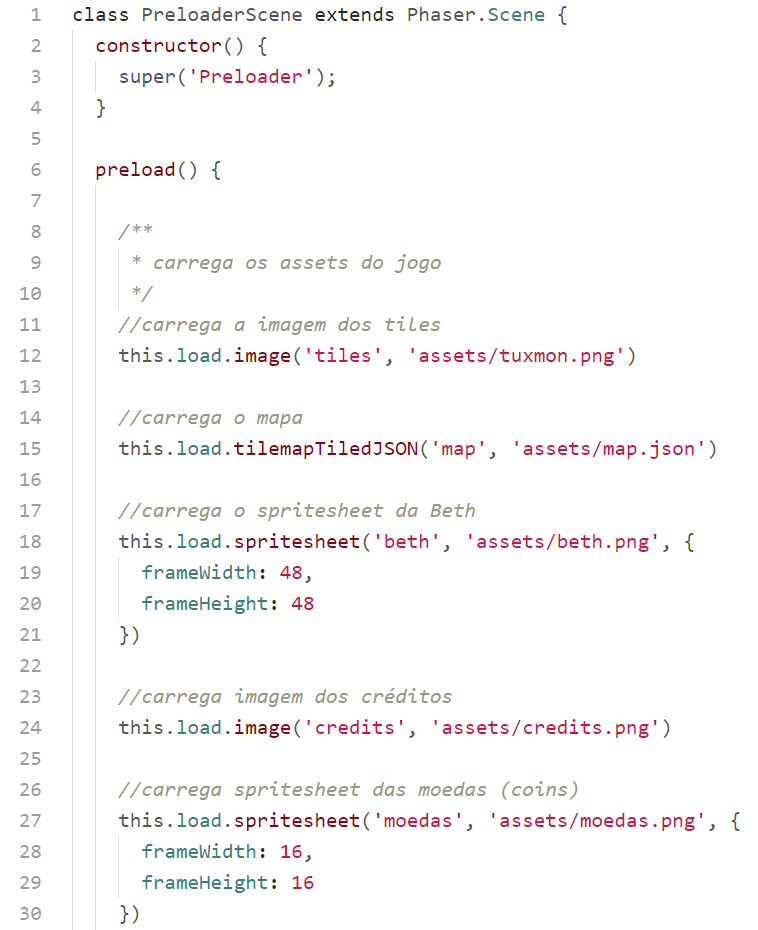 1 class PreloaderScene extends Phaser.Scene {
2 constructor() {
3 super('Preloader');
4 }
5
6 preload() {
7
8 /**
9 * carrega os assets do jogo
10 */
11 //carrega a imagem dos tiles
12 this.load.image('tiles', 'assets/tuxmon.png')
13
14 //carrega o mapa
15 this.load.tilemapTiledJSON('map', 'assets/map.json')
16
17 //carrega o spritesheet da Beth
18 this.load.spritesheet('beth', 'assets/beth.png', {
19 frameWidth: 48,
20 frameHeight: 48
21 })
22
23 //carrega imagem dos créditos
24 this.load.image('credits', 'assets/credits.png')
25
26 //carrega spritesheet das moedas (coins)
27 this.load.spritesheet('moedas', 'assets/moedas.png', {
28 frameWidth: 16,
29 frameHeight: 16
30 })